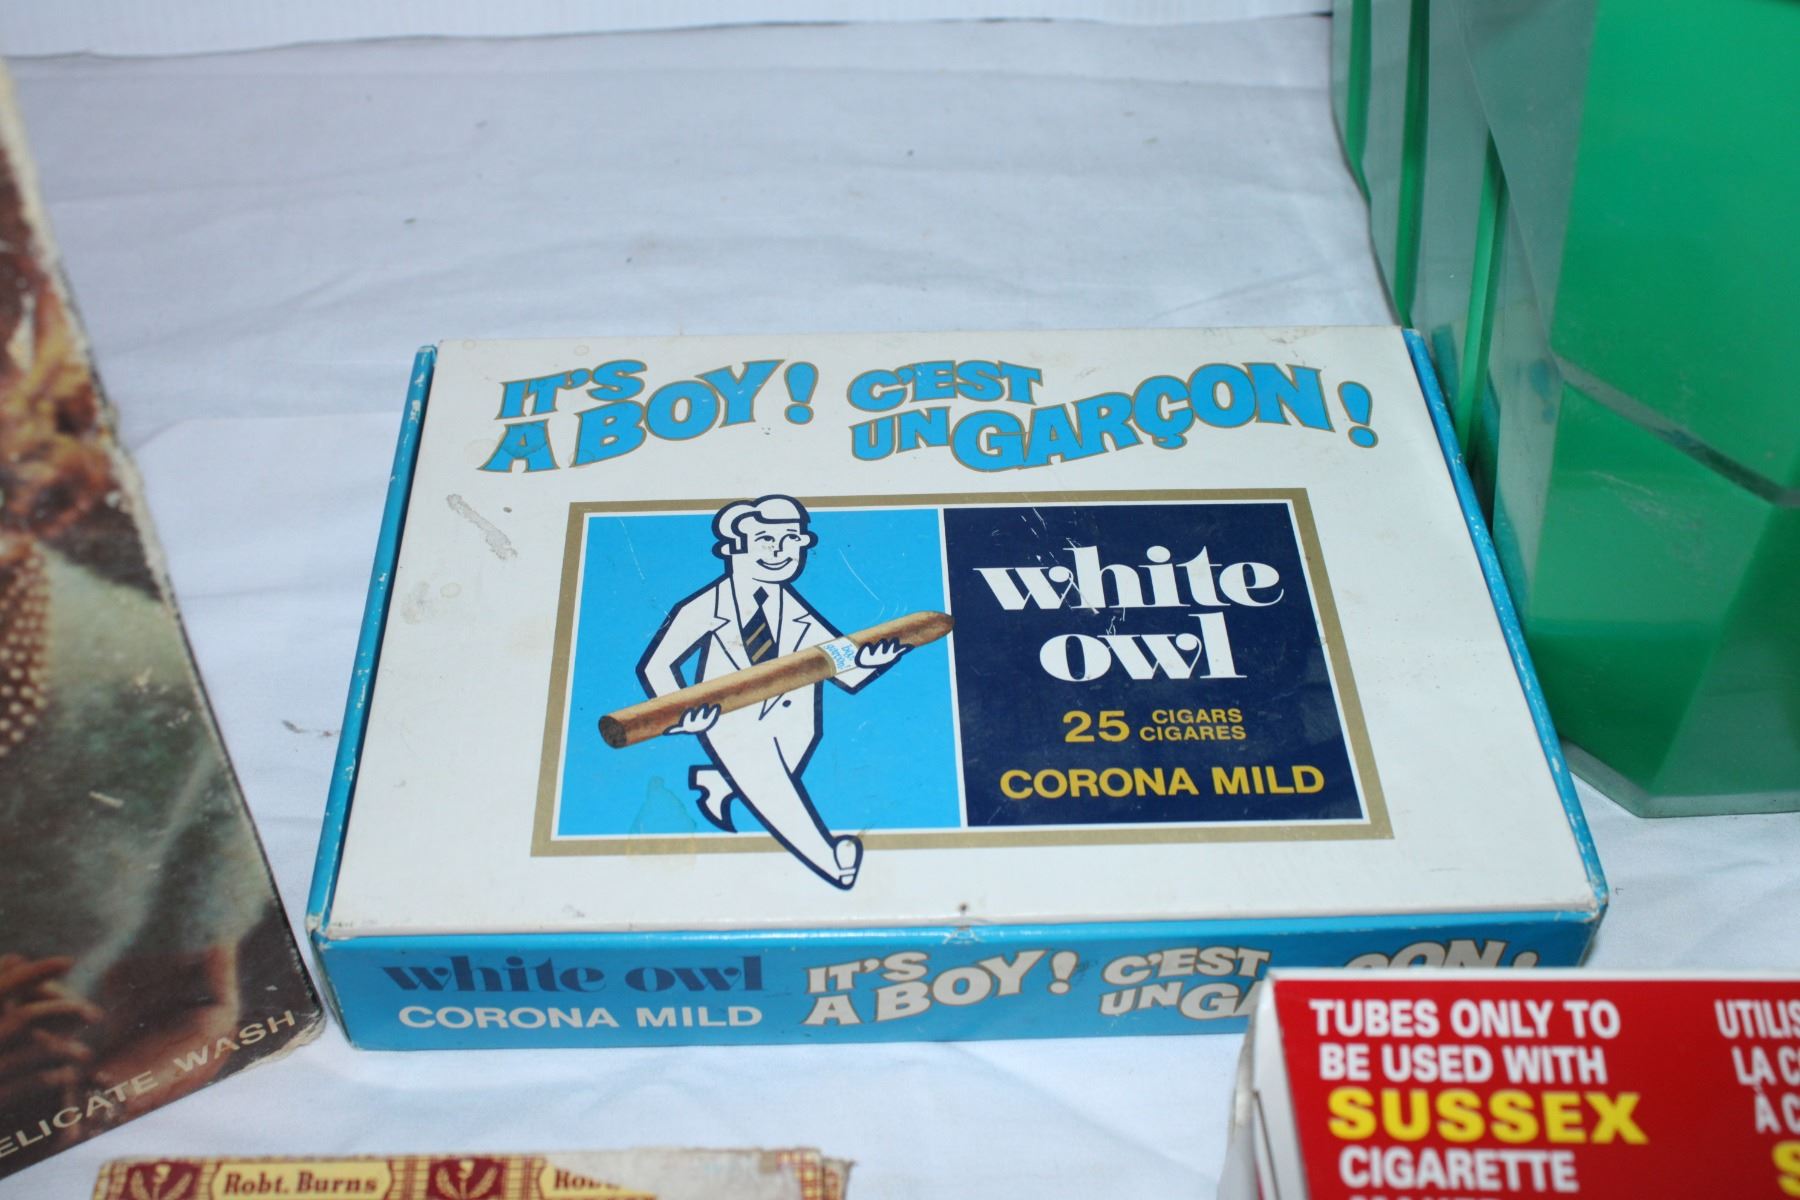 IT'S
A BOY!
C'EST
UN GARÇON!
white
owl
25 CIGARS
CIGARES
CORONA MILD
white owl
CORONA MILD
IT'S
A BOY!
C'EST
UN
TUBES ONLY TO
BE USED WITH
SUSSEX
CIGARETTE
LA
WASH
Robt. Burns